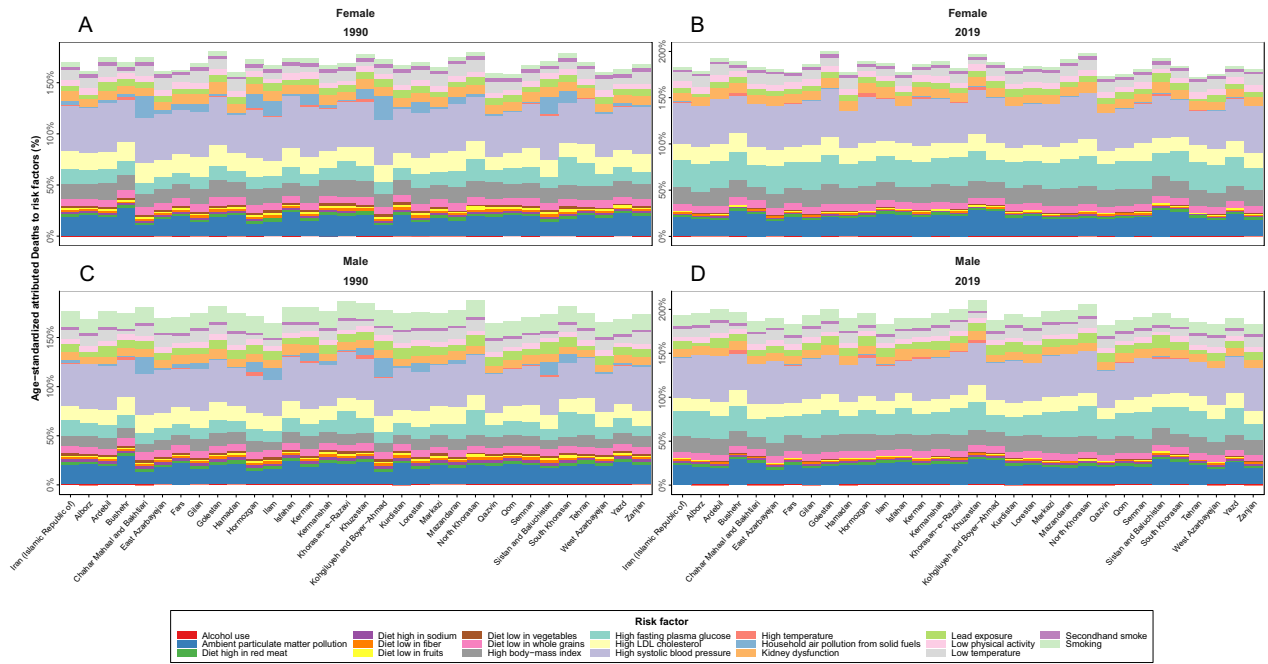 A
Female
1990
B
Female
2019
Age−standardized attributed Deaths to risk factors (%)
150%
100%
50%
0%
200%
150%
100%
50%
0%
C
Male
1990
D
Male
2019
150%
100%
50%
0%
200%
150%
100%
50%
0%
Iran (Islamic Republic of)
Alborz
Ardebil
Bushehr
Chahar Mahaal and Bakhtiari
East Azarbayejan
Fars
Gilan
Golestan
Hamadan
Hormozgan
Ilam
Isfahan
Kerman
Kermanshah
Khorasan−e−Razavi
Khuzestan
Kohgiluyeh and Boyer−Ahmad
Kurdistan
Lorestan
Markazi
Mazandaran
North Khorasan
Qazvin
Qom
Semnan
Sistan and Baluchistan
South Khorasan
Tehran
West Azarbayejan
Yazd
Zanjan
Iran (Islamic Republic of)
Alborz
Ardebil
Bushehr
Chahar Mahaal and Bakhtiari
East Azarbayejan
Fars
Gilan
Golestan
Hamadan
Hormozgan
Ilam
Isfahan
Kerman
Kermanshah
Khorasan−e−Razavi
Khuzestan
Kohgiluyeh and Boyer−Ahmad
Kurdistan
Lorestan
Markazi
Mazandaran
North Khorasan
Qazvin
Qom
Semnan
Sistan and Baluchistan
South Khorasan
Tehran
West Azarbayejan
Yazd
Zanjan
Risk factor
Alcohol use
Ambient particulate matter pollution
Diet high in red meat
Diet high in sodium
Diet low in fiber
Diet low in fruits
Diet low in vegetables
Diet low in whole grains
High body−mass index
High fasting plasma glucose
High LDL cholesterol
High systolic blood pressure
High temperature
Household air pollution from solid fuels
Kidney dysfunction
Lead exposure
Low physical activity
Low temperature
Secondhand smoke
Smoking